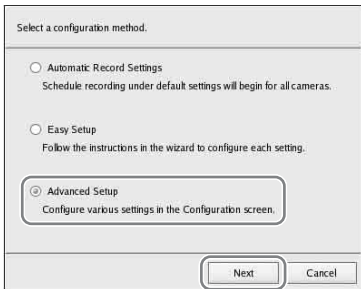 Select a configuration method.
Automatic Record Settings
Schedule recording under default settings will begin for all cameras.
Easy Setup
Follow the instructions in the wizard to configure each setting.
Advanced Setup
Configure various settings in the Configuration screen.
Next Cancel